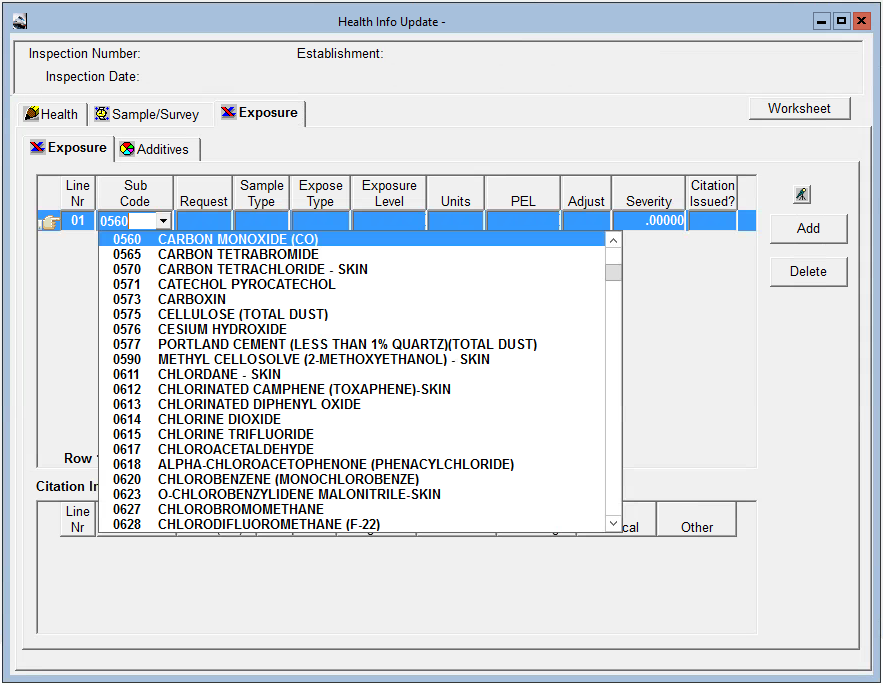 Health Info Update -
Inspection Number:
Establishment:
Inspection Date:
Health
Sample/Survey
Exposure
Worksheet
Exposure
Additives
Line Nr
Sub Code
Request
Sample Type
Expose Type
Exposure Level
Units
PEL
Adjust
Severity
Citation Issued?
01
0560
.00000
Add
Delete
0560 CARBON MONOXIDE (CO)
0565 CARBON TETRABROMIDE
0570 CARBON TETRACHLORIDE - SKIN
0571 CATECHOL PYROCATECHOL
0573 CARBOXIN
0575 CELLULOSE (TOTAL DUST)
0576 CESIUM HYDROXIDE
0577 PORTLAND CEMENT (LESS THAN 1% QUARTZ)(TOTAL DUST)
0590 METHYL CELLOSOLVE (2-METHOXYETHANOL) - SKIN
0611 CHLORDANE - SKIN
0612 CHLORINATED CAMPHENE (TOXAPHENE)-SKIN
0613 CHLORINATED DIPHENYL OXIDE
0614 CHLORINE DIOXIDE
0615 CHLORINE TRIFLUORIDE
0617 CHLOROACETALDEHYDE
0618 ALPHA-CHLOROACETOPHENONE (PHENACYLCHLORIDE)
0620 CHLOROBENZENE (MONOCHLOROBENZE)
0623 O-CHLOROBENZYLIDENE MALONITRILE-SKIN
0627 CHLOROBROMOMETHANE
0628 CHLORODIFLUOROMETHANE (F-22)
Row
Citation
Line Nr
Other